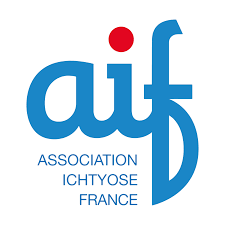 aif
ASSOCIATION
ICHTYOSE
FRANCE